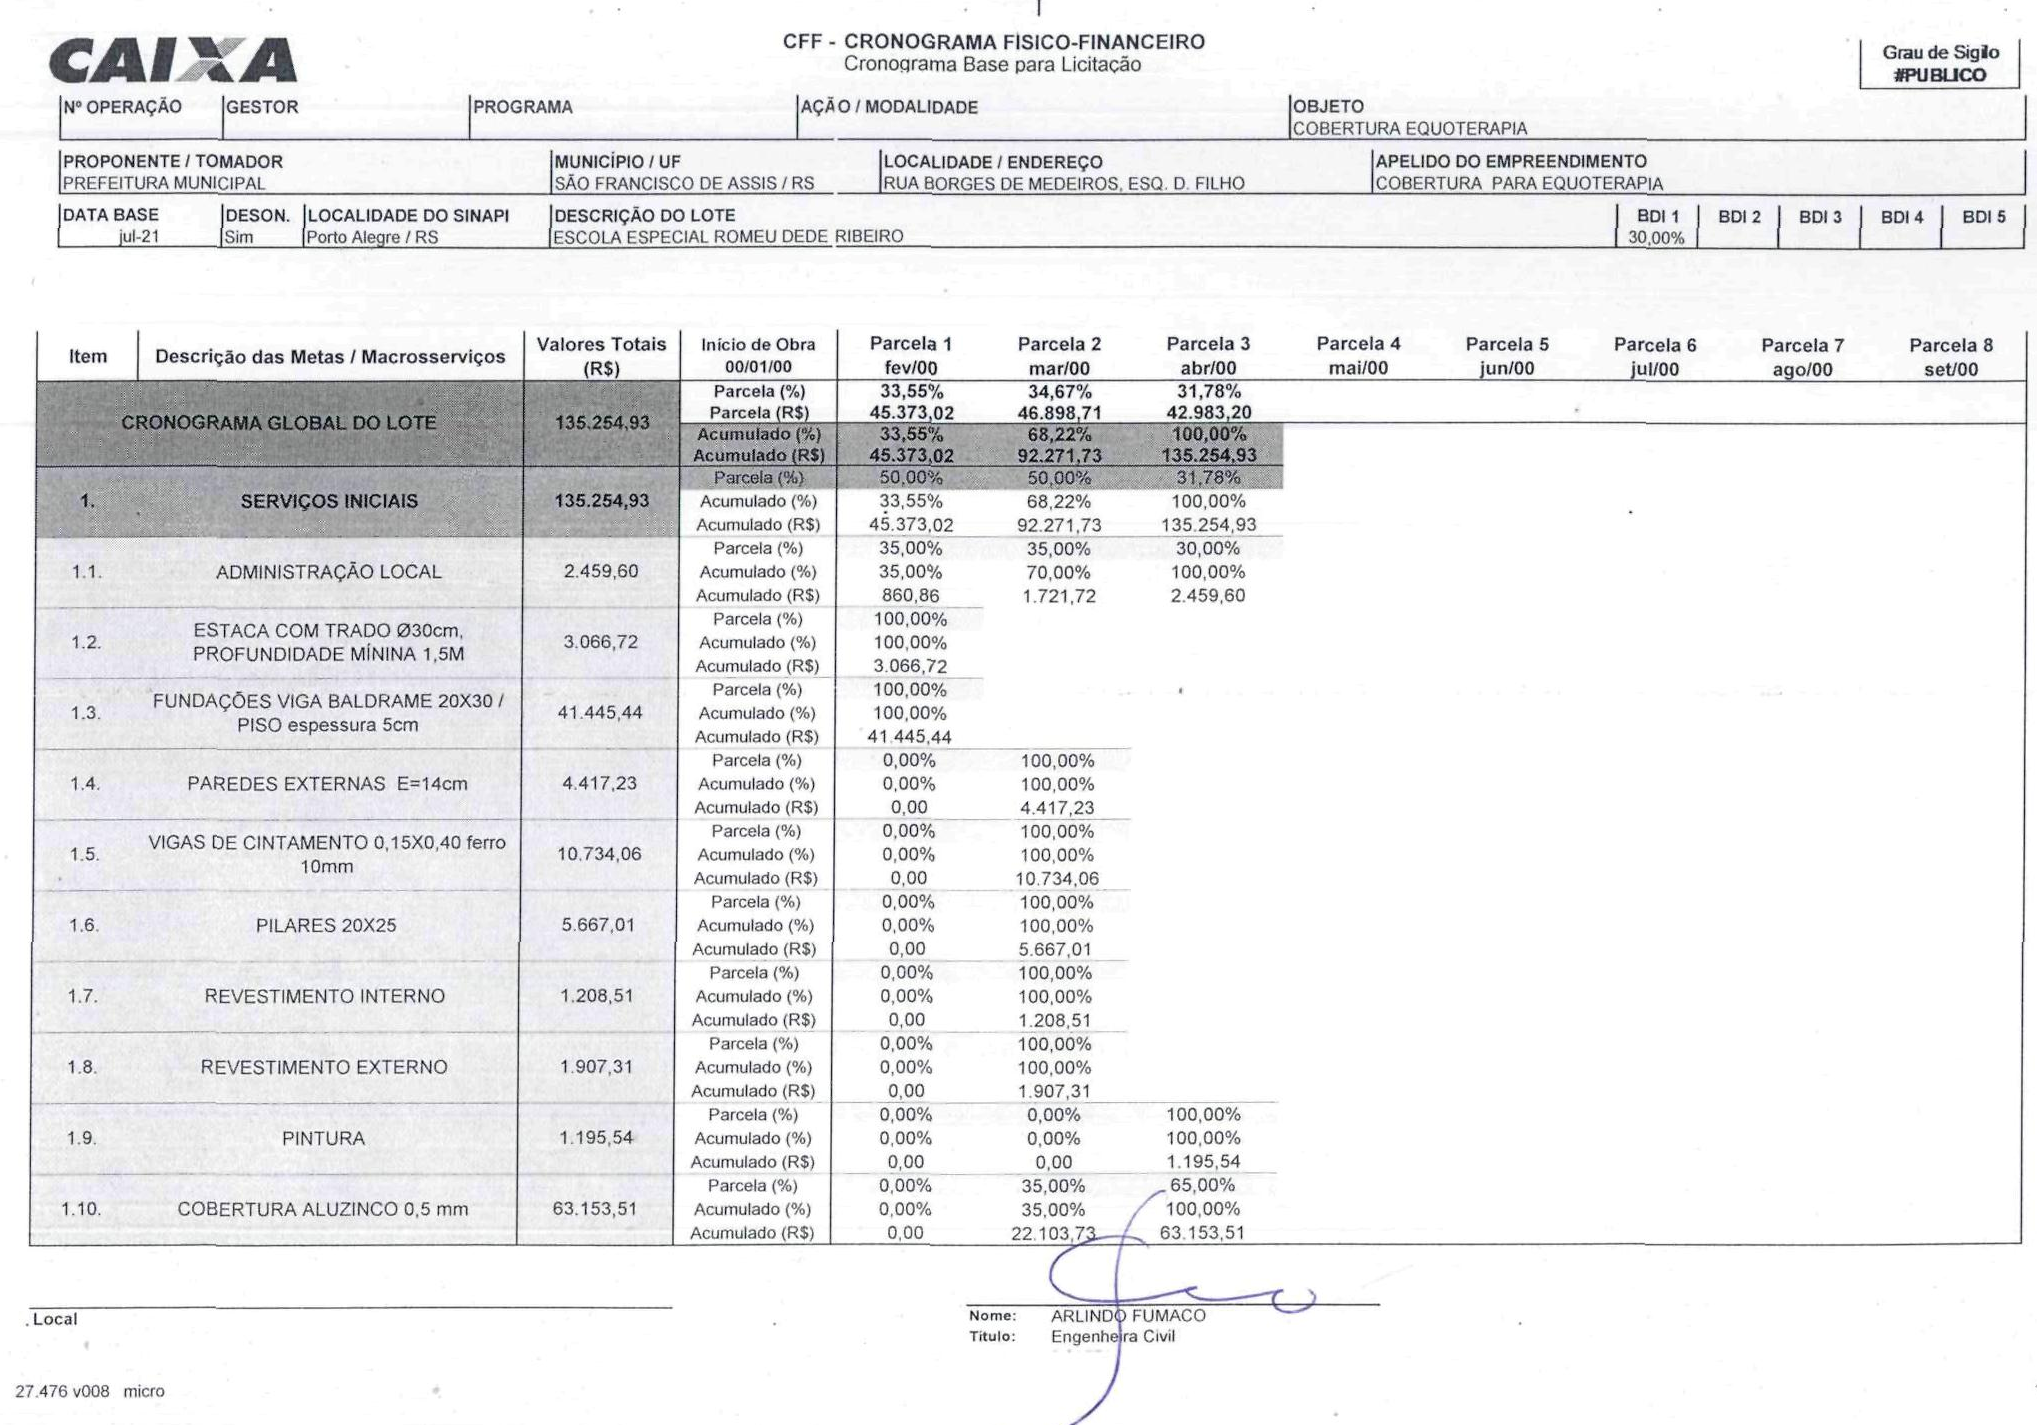 CAIXA
CFF - CRONOGRAMA FISICO-FINANCEIRO
Cronograma Base para Licitação
Grau de Sigilo
#PUBLICO
Nº OPERAÇÃO GESTOR PROGRAMA AÇÃO / MODALIDADE OBJETO
COBERTURA EQUOTERAPIA
PROPONENTE / TOMADOR MUNICÍPIO / UF LOCALIDADE / ENDEREÇO APELIDO DO EMPREENDIMENTO
PREFEITURA MUNICIPAL SÃO FRANCISCO DE ASSIS / RS RUA BORGES DE MEDEIROS, ESQ. D. FILHO COBERTURA PARA EQUOTERAPIA
DATA BASE DESON. LOCALIDADE DO SINAPI DESCRIÇÃO DO LOTE BDI 1 BDI 2 BDI 3 BDI 4 BDI 5
jul-21 Sim Porto Alegre / RS ESCOLA ESPECIAL ROMEU DEDE RIBEIRO 30,00%
Item Descrição das Metas / Macrosserviços Valores Totais (R$) Início de Obra 00/01/00 Parcela 1 fev/00 Parcela 2 mar/00 Parcela 3 abr/00 Parcela 4 mai/00 Parcela 5 jun/00 Parcela 6 jul/00 Parcela 7 ago/00 Parcela 8 set/00
CRONOGRAMA GLOBAL DO LOTE 135.254,93 Parcela (%) 33,55% 34,67% 31,78%
Parcela (R$) 45.373,02 46.898,71 42.983,20
Acumulado (%) 33,55% 68,22% 100,00%
Acumulado (R$) 45.373,02 92.271,73 135.254,93
1. SERVIÇOS INICIAIS 135.254,93 Parcela (%) 50,00% 50,00% 31,78%
Acumulado (%) 33,55% 68,22% 100,00%
Acumulado (R$) 45.373,02 92.271,73 135.254,93
1.1. ADMINISTRAÇÃO LOCAL 2.459,60 Parcela (%) 35,00% 35,00% 30,00%
Acumulado (%) 35,00% 70,00% 100,00%
Acumulado (R$) 860,86 1.721,72 2.459,60
1.2. ESTACA COM TRADO Ø30cm, PROFUNDIDADE MÍNINA 1,5M 3.066,72 Parcela (%) 100,00%
Acumulado (%) 100,00%
Acumulado (R$) 3.066,72
1.3. FUNDAÇÕES VIGA BALDRAME 20X30 / PISO espessura 5cm 41.445,44 Parcela (%) 100,00%
Acumulado (%) 100,00%
Acumulado (R$) 41.445,44
1.4. PAREDES EXTERNAS E=14cm 4.417,23 Parcela (%) 0,00% 100,00%
Acumulado (%) 0,00% 100,00%
Acumulado (R$) 0,00 4.417,23
1.5. VIGAS DE CINTAMENTO 0,15X0,40 ferro 10mm 10.734,06 Parcela (%) 0,00% 100,00%
Acumulado (%) 0,00% 100,00%
Acumulado (R$) 0,00 10.734,06
1.6. PILARES 20X25 5.667,01 Parcela (%) 0,00% 100,00%
Acumulado (%) 0,00% 100,00%
Acumulado (R$) 0,00 5.667,01
1.7. REVESTIMENTO INTERNO 1.208,51 Parcela (%) 0,00% 100,00%
Acumulado (%) 0,00% 100,00%
Acumulado (R$) 0,00 1.208,51
1.8. REVESTIMENTO EXTERNO 1.907,31 Parcela (%) 0,00% 100,00%
Acumulado (%) 0,00% 100,00%
Acumulado (R$) 0,00 1.907,31
1.9. PINTURA 1.195,54 Parcela (%) 0,00% 0,00% 100,00%
Acumulado (%) 0,00% 0,00% 100,00%
Acumulado (R$) 0,00 0,00 1.195,54
1.10. COBERTURA ALUZINCO 0,5 mm 63.153,51 Parcela (%) 0,00% 35,00% 65,00%
Acumulado (%) 0,00% 35,00% 100,00%
Acumulado (R$) 0,00 22.103,73 63.153,51
Local
Nome: ARLINDO FUMACO
Título: Engenheira Civil
27.476 v008 micro